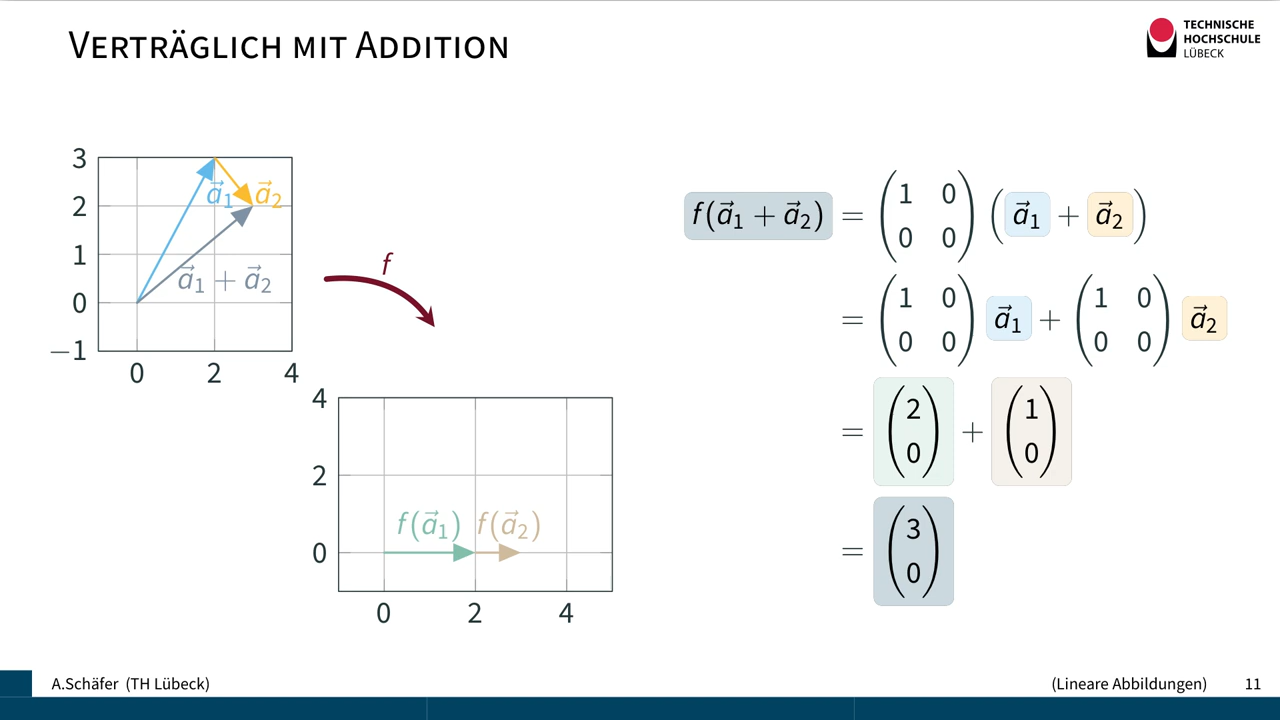 VERTRÄGLICH MIT ADDITION
TECHNISCHE
HOCHSCHULE
LÜBECK
3
2
1
0
−1
0 2 4
a⃗₁ a⃗₂
a⃗₁ + a⃗₂
f
4
2
0
f(a⃗₁) f(a⃗₂)
0 2 4
f(a⃗₁ + a⃗₂) = (1 0 0 0) (a⃗₁ + a⃗₂)
= (1 0 0 0) a⃗₁ + (1 0 0 0) a⃗₂
= (2 0) + (1 0)
= (3 0)
A.Schäfer (TH Lübeck) (Lineare Abbildungen) 11